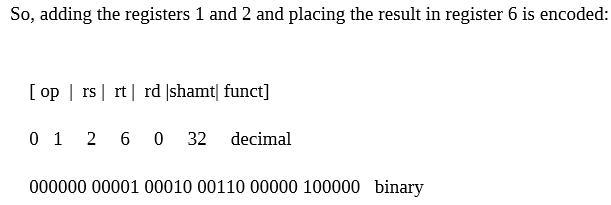 So, adding the registers 1 and 2 and placing the result in register 6 is encoded:
[ op | rs | rt | rd |shamt| funct]
0 1 2 6 0 32 decimal
000000 00001 00010 00110 00000 100000 binary